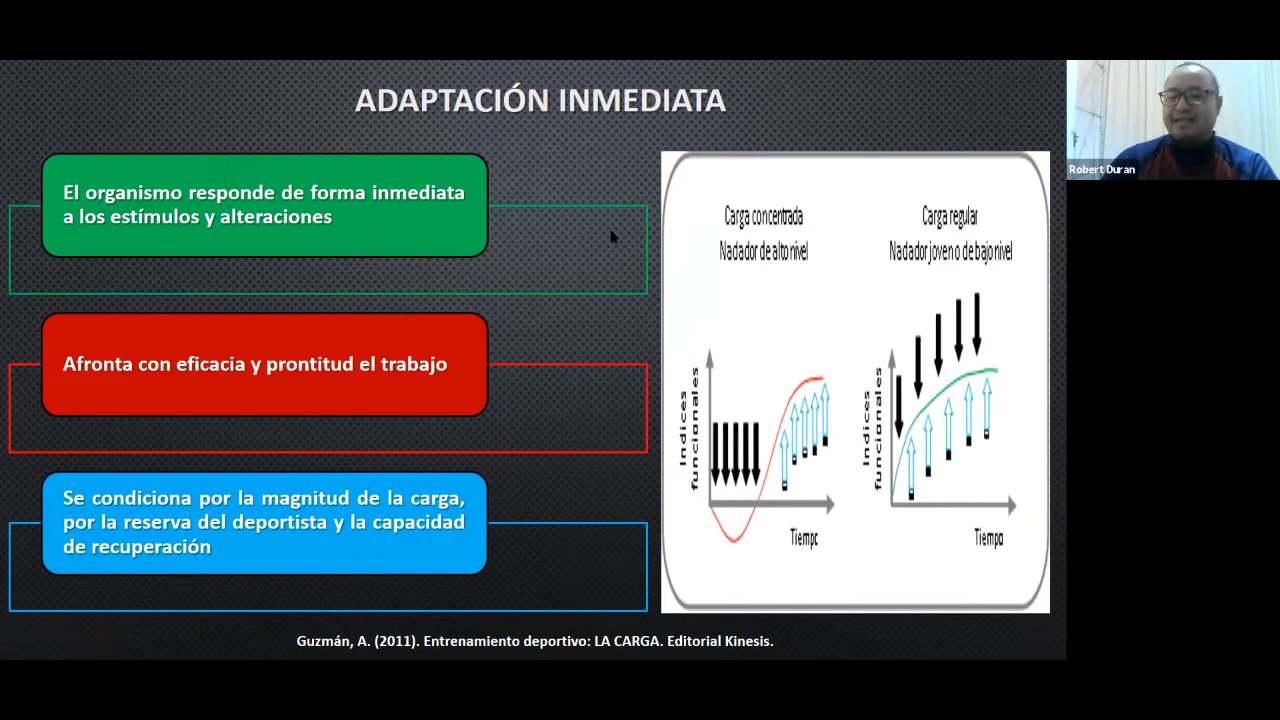 ADAPTACIÓN INMEDIATA
El organismo responde de forma inmediata
a los estímulos y alteraciones
Afronta con eficacia y prontitud el trabajo
Se condiciona por la magnitud de la carga,
por la reserva del deportista y la capacidad
de recuperación
Carga concentrada
Nadador de alto nivel
Indices
funcionales
Tiempo
Carga regular
Nadador joven o de bajo nivel
Indices
funcionales
Tiempo
Guzmán, A. (2011). Entrenamiento deportivo: LA CARGA. Editorial Kinesis.
Robert Duran